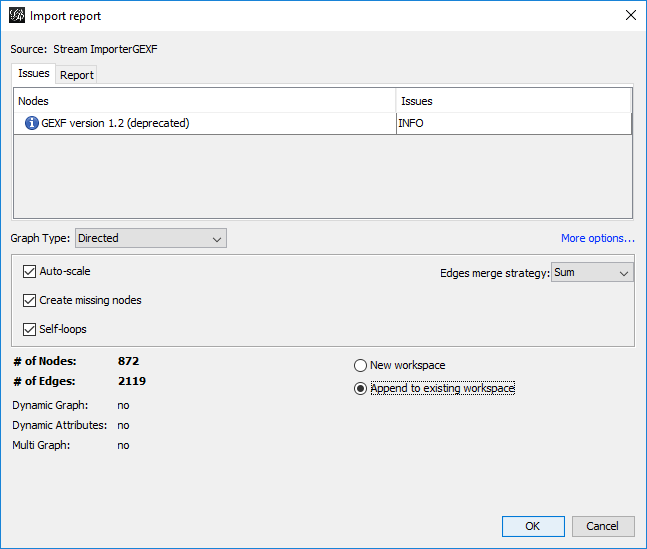 Import report
Source: Stream ImporterGEXF
Issues Report
Nodes Issues
GEXF version 1.2 (deprecated) INFO
Graph Type: Directed More options...
Auto-scale Edges merge strategy: Sum
Create missing nodes
Self-loops
# of Nodes: 872 New workspace
# of Edges: 2119 Append to existing workspace
Dynamic Graph: no
Dynamic Attributes: no
Multi Graph: no
OK Cancel